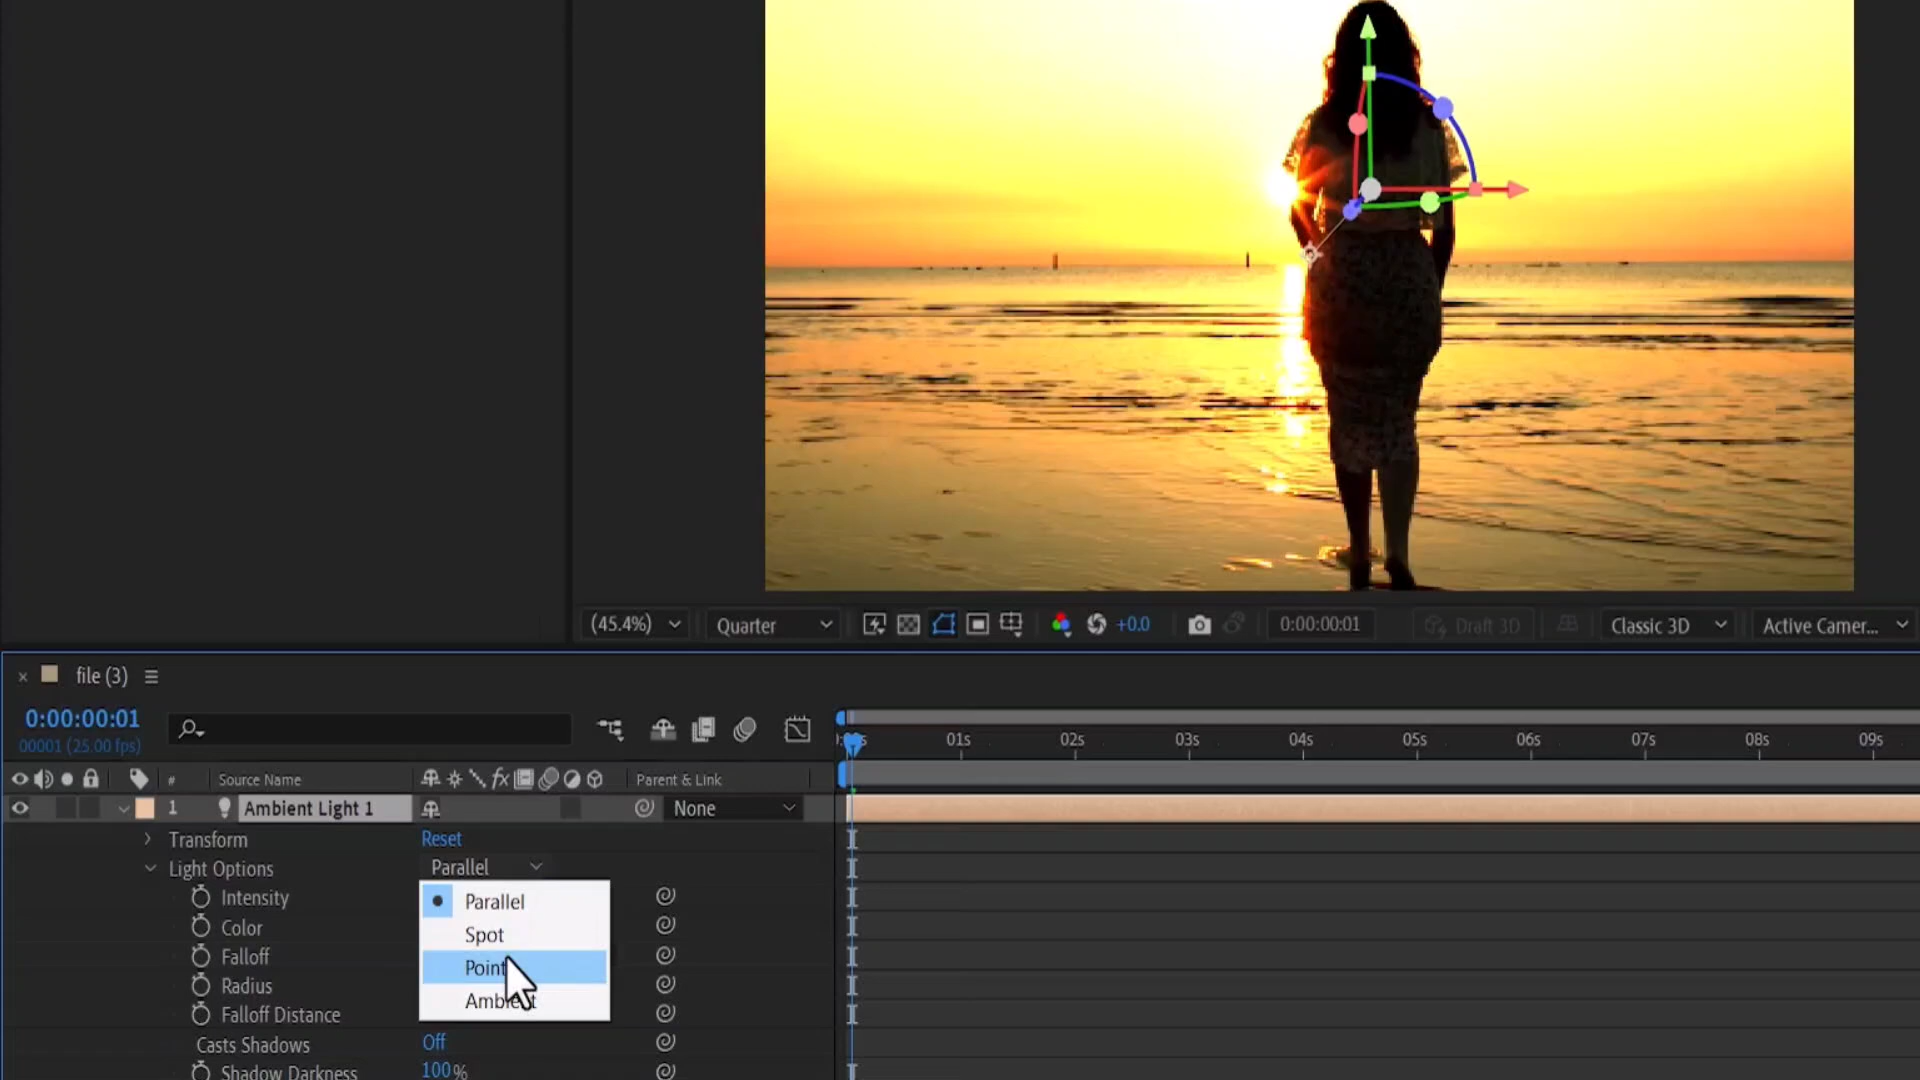 (45.4%)
Quarter
+0.0
0:00:00:01
Draft 3D
Classic 3D
Active Camer...
file (3)
0:00:00:01
00001 (25.00 fps)
01s
02s
03s
04s
05s
06s
07s
08s
09s
#
Source Name
fx
Parent & Link
1
Ambient Light 1
None
Transform
Reset
Light Options
Parallel
Intensity
Parallel
Color
Spot
Falloff
Point
Radius
Ambient
Falloff Distance
Casts Shadows
Off
Shadow Darkness
100%